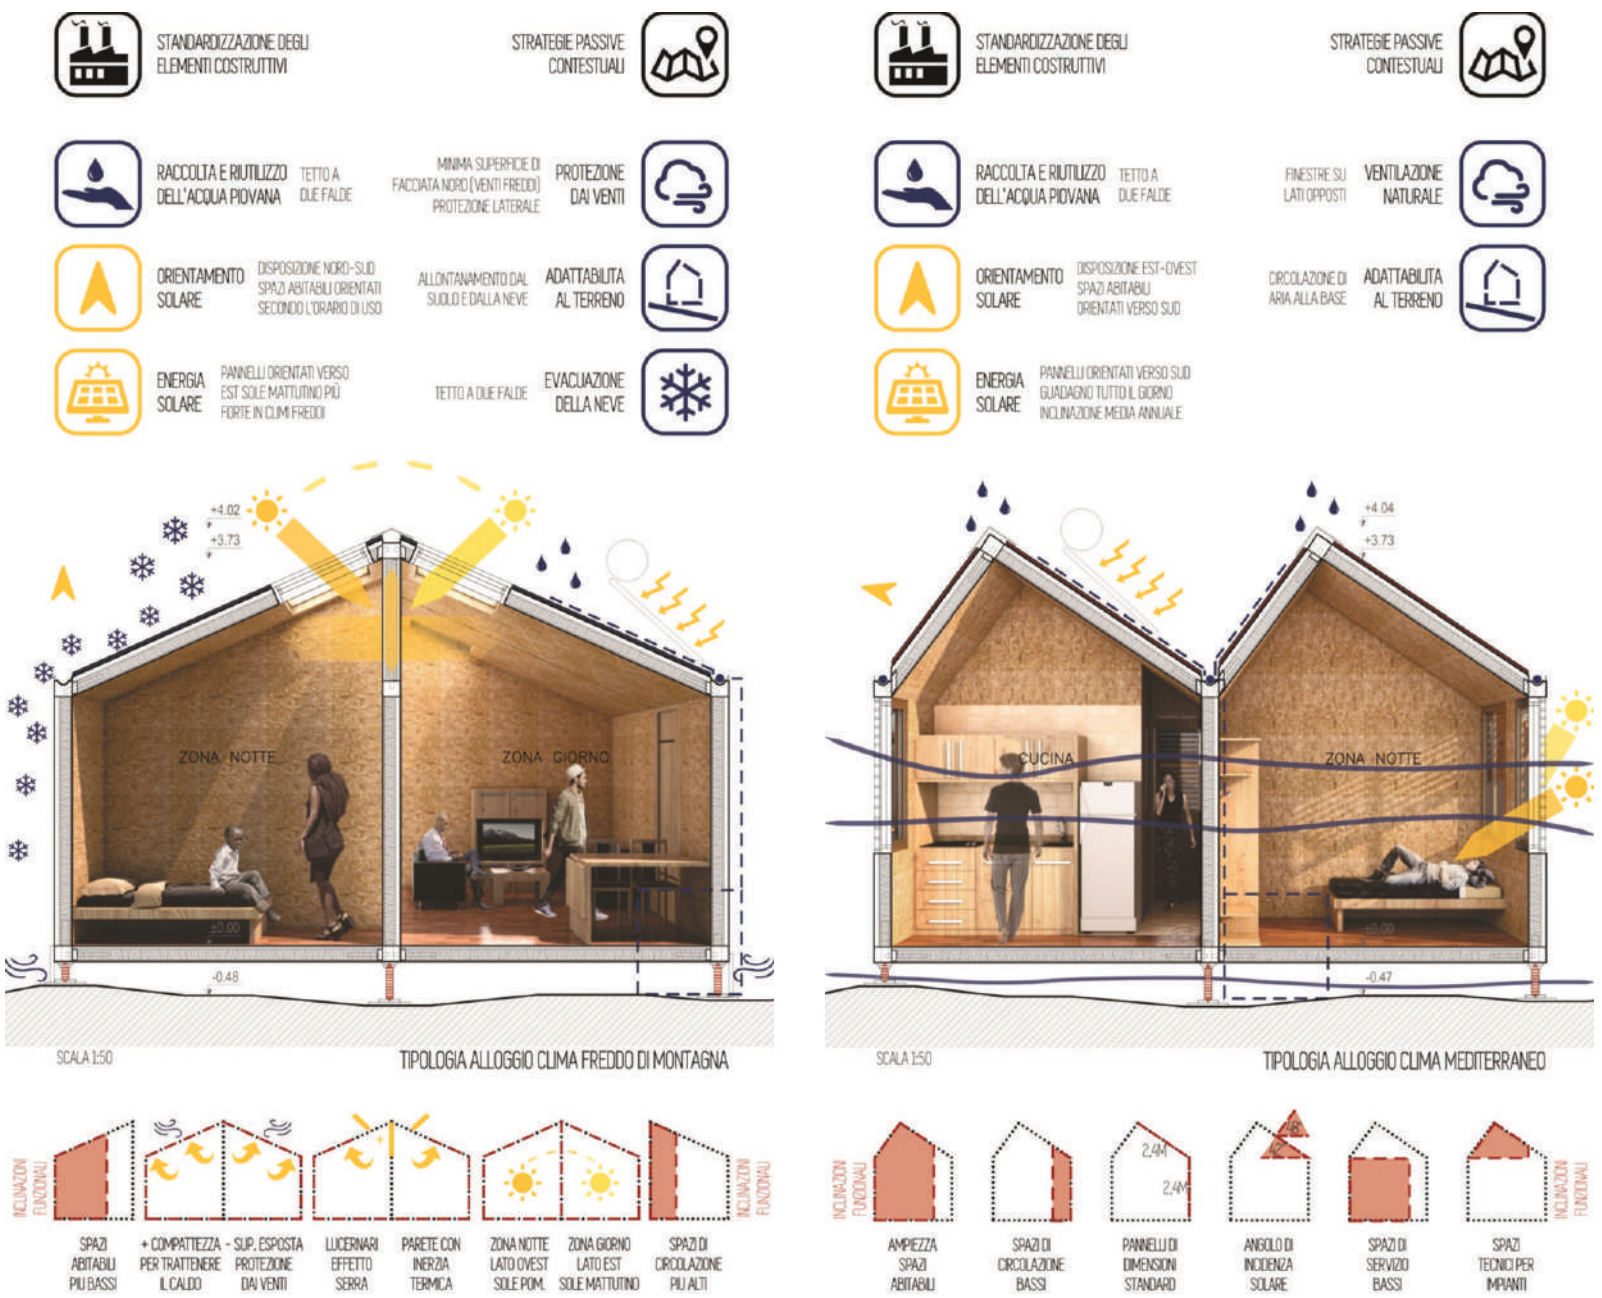 STANDARDIZZAZIONE DEGLI
ELEMENTI COSTRUTTIVI
STRATEGIE PASSIVE
CONTESTUALI
RACCOLTA E RIUTILIZZO
DELL'ACQUA PIOVANA
TETTO A
DUE FALDE
MINIMA SUPERFICIE DI
FACCIATA NORD (VENTI FREDDI)
PROTEZIONE LATERALE
PROTEZIONE
DAI VENTI
ORIENTAMENTO
SOLARE
DISPOSIZIONE NORD-SUD
SPAZI ABITABILI ORIENTATI
SECONDO L'ORARIO DI USO
ALLONTANAMENTO DAL
SUOLO E DALLA NEVE
ADATTABILITA
AL TERRENO
ENERGIA
SOLARE
PANNELLI ORIENTATI VERSO
EST SOLE MATTUTINO PIÙ
FORTE IN CLIMI FREDDI
TETTO A DUE FALDE
EVACUAZIONE
DELLA NEVE
+4.02
+3.73
ZONA NOTTE
ZONA GIORNO
±0.00
-0.48
SCALA 1:50
TIPOLOGIA ALLOGGIO CLIMA FREDDO DI MONTAGNA
INCLINAZIONI
FUNZIONALI
SPAZI
ABITABILI
PIU BASSI
+ COMPATTEZZA
PER TRATTENERE
IL CALDO
- SUP. ESPOSTA
PROTEZIONE
DAI VENTI
+
LUCERNARI
EFFETTO
SERRA
PARETE CON
INERZIA
TERMICA
ZONA NOTTE
LATO OVEST
SOLE POM.
ZONA GIORNO
LATO EST
SOLE MATTUTINO
SPAZI DI
CIRCOLAZIONE
PIU ALTI
INCLINAZIONI
FUNZIONALI
STANDARDIZZAZIONE DEGLI
ELEMENTI COSTRUTTIVI
STRATEGIE PASSIVE
CONTESTUALI
RACCOLTA E RIUTILIZZO
DELL'ACQUA PIOVANA
TETTO A
DUE FALDE
FINESTRE SU
LATI OPPOSTI
VENTILAZIONE
NATURALE
ORIENTAMENTO
SOLARE
DISPOSIZIONE EST-OVEST
SPAZI ABITABILI
ORIENTATI VERSO SUD
CIRCOLAZIONE DI
ARIA ALLA BASE
ADATTABILITA
AL TERRENO
ENERGIA
SOLARE
PANNELLI ORIENTATI VERSO SUD
GUADAGNO TUTTO IL GIORNO
INCLINAZIONE MEDIA ANNUALE
+4.04
+3.73
CUCINA
ZONA NOTTE
±0.00
-0.47
SCALA 1:50
TIPOLOGIA ALLOGGIO CLIMA MEDITERRANEO
INCLINAZIONI
FUNZIONALI
AMPIEZZA
SPAZI
ABITABILI
SPAZI DI
CIRCOLAZIONE
BASSI
2,4M
2,4M
PANNELLI DI
DIMENSIONI
STANDARD
48°
42°
ANGOLO DI
INCIDENZA
SOLARE
SPAZI DI
SERVIZIO
BASSI
SPAZI
TECNICI PER
IMPIANTI
INCLINAZIONI
FUNZIONALI